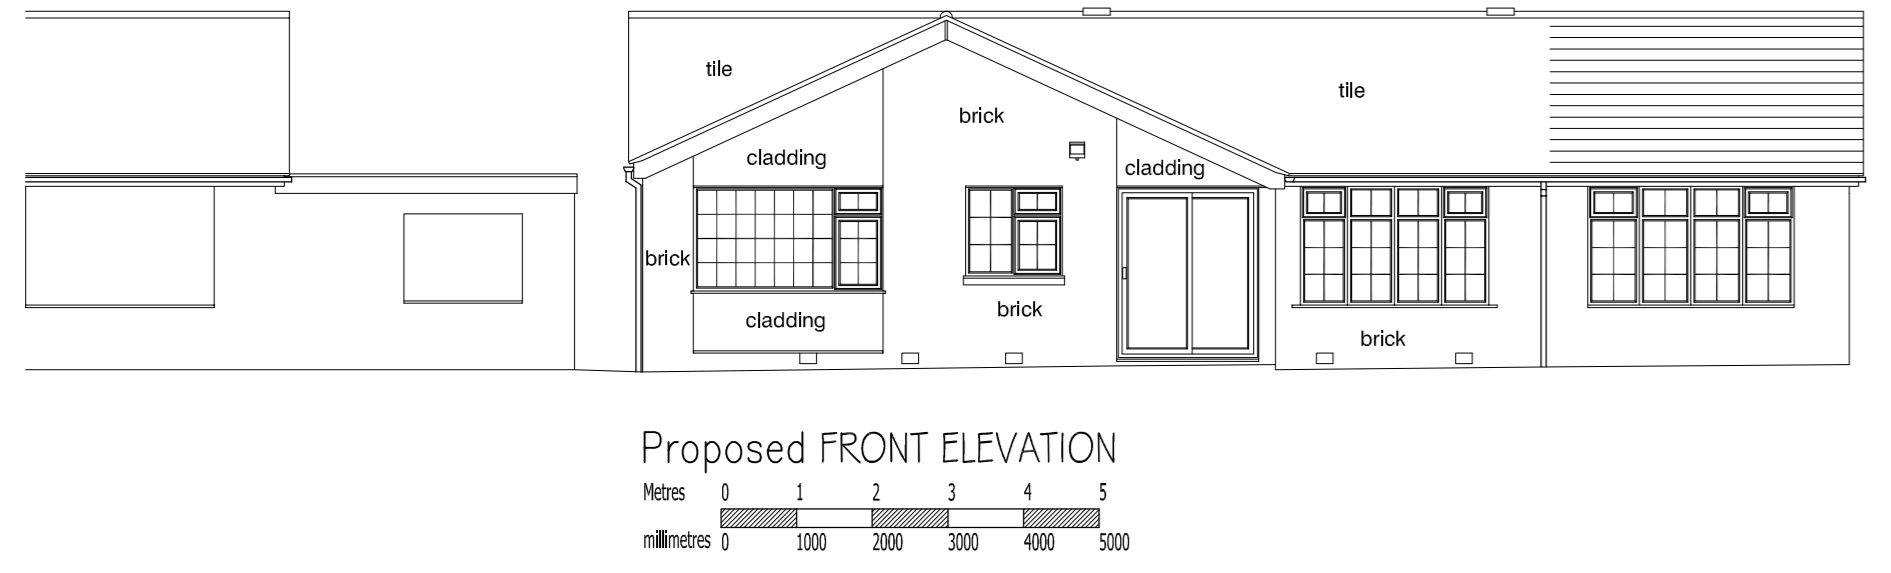 tile
tile
brick
cladding
cladding
brick
cladding
brick
brick
Proposed FRONT ELEVATION
Metres 0 1 2 3 4 5
millimetres 0 1000 2000 3000 4000 5000